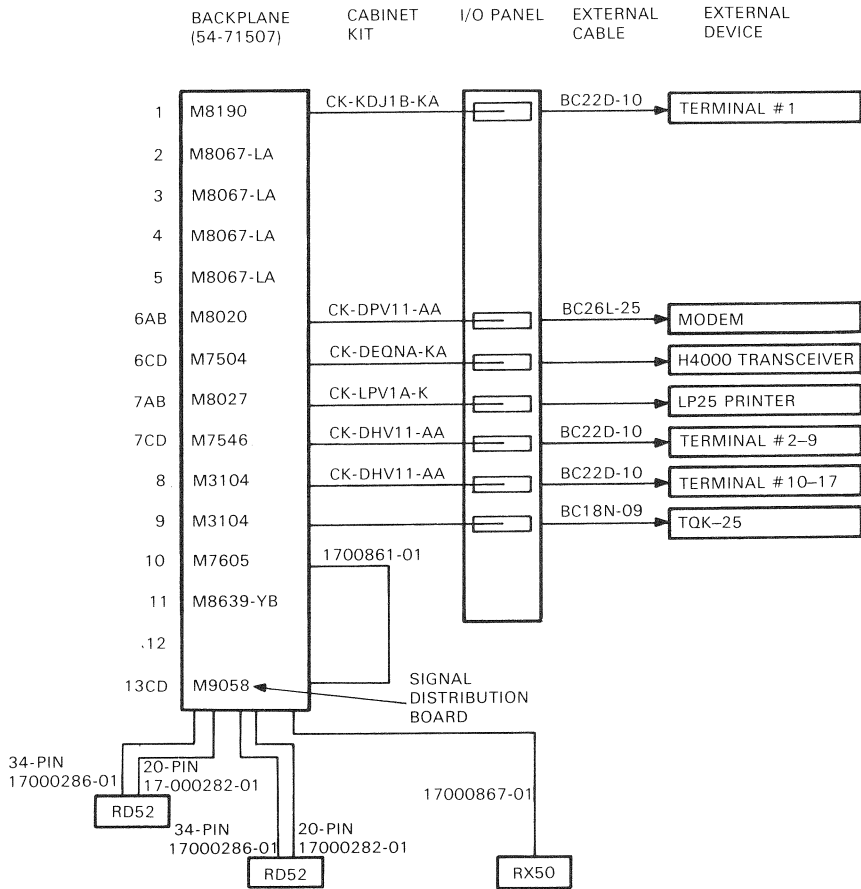 BACKPLANE CABINET I/O PANEL EXTERNAL EXTERNAL
(54-71507) KIT CABLE DEVICE
1 M8190 CK-KDJ1B-KA BC22D-10 TERMINAL #1
2 M8067-LA
3 M8067-LA
4 M8067-LA
5 M8067-LA
6AB M8020 CK-DPV11-AA BC26L-25 MODEM
6CD M7504 CK-DEQNA-KA H4000 TRANSCEIVER
7AB M8027 CK-LPV1A-K LP25 PRINTER
7CD M7546 CK-DHV11-AA BC22D-10 TERMINAL #2–9
8 M3104 CK-DHV11-AA BC22D-10 TERMINAL #10–17
9 M3104 BC18N-09 TQK–25
10 M7605 1700861-01
11 M8639-YB
.12
13CD M9058 SIGNAL
DISTRIBUTION
BOARD
34-PIN 20-PIN
17000286-01 17-000282-01
RD52
17000867-01
34-PIN 20-PIN
17000286-01 17000282-01
RD52 RX50